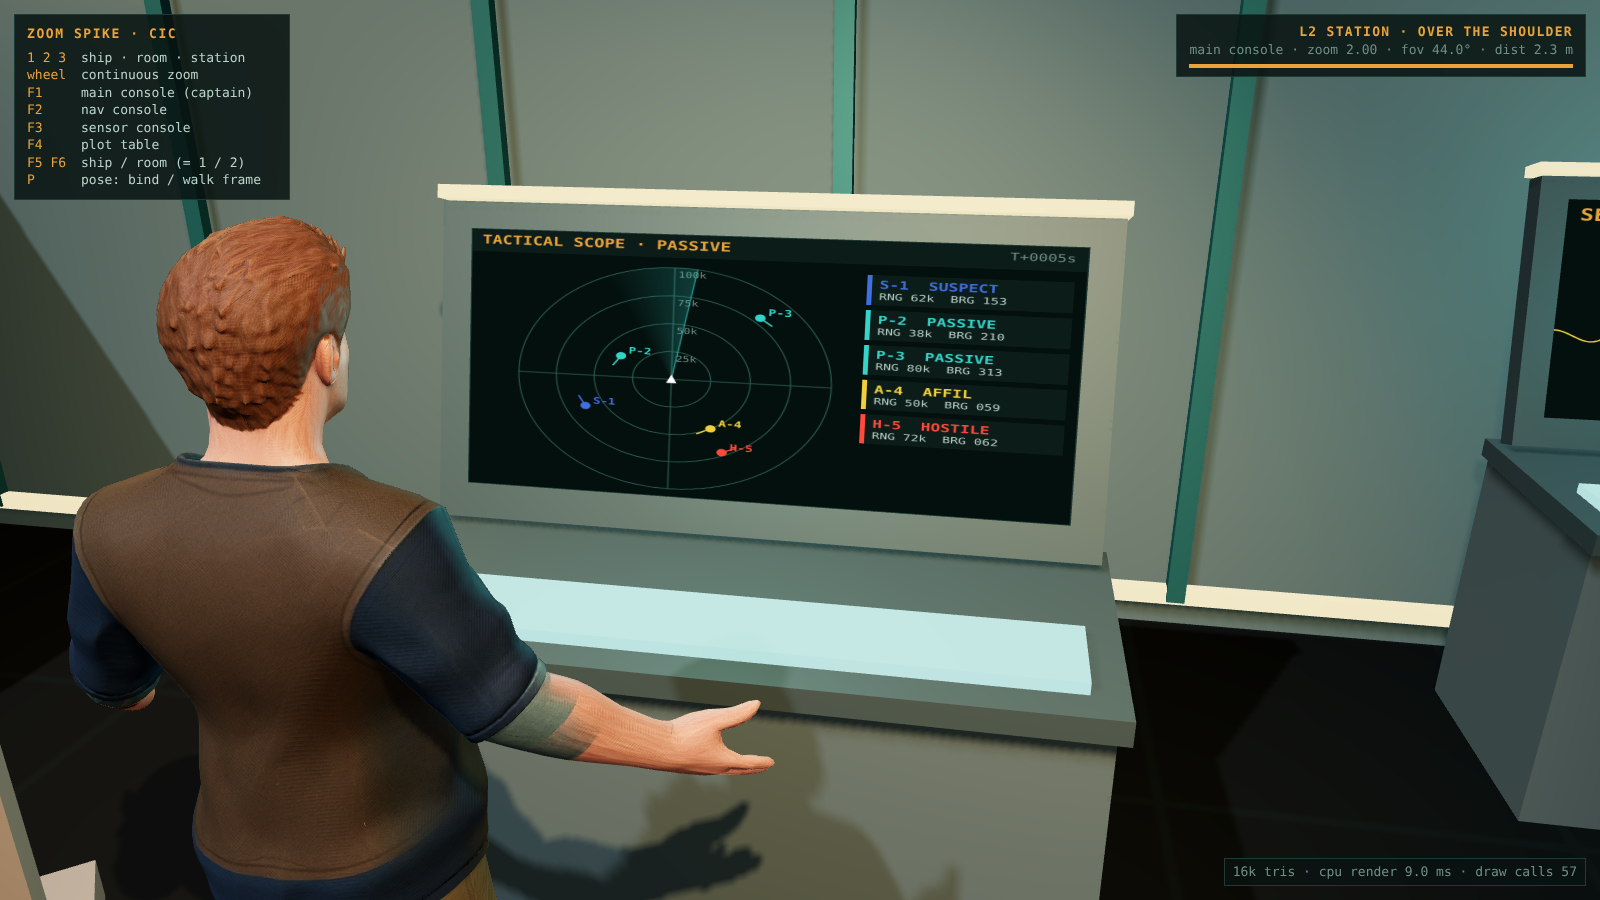 ZOOM SPIKE · CIC
1 2 3 ship · room · station
wheel continuous zoom
F1 main console (captain)
F2 nav console
F3 sensor console
F4 plot table
F5 F6 ship / room (= 1 / 2)
P pose: bind / walk frame
L2 STATION · OVER THE SHOULDER
main console · zoom 2.00 · fov 44.0° · dist 2.3 m
TACTICAL SCOPE · PASSIVE
T+0005s
100k
75k
50k
25k
P-3
P-2
S-1
A-4
H-5
S-1 SUSPECT
RNG 62k BRG 153
P-2 PASSIVE
RNG 38k BRG 210
P-3 PASSIVE
RNG 80k BRG 313
A-4 AFFIL
RNG 50k BRG 059
H-5 HOSTILE
RNG 72k BRG 062
16k tris · cpu render 9.0 ms · draw calls 57